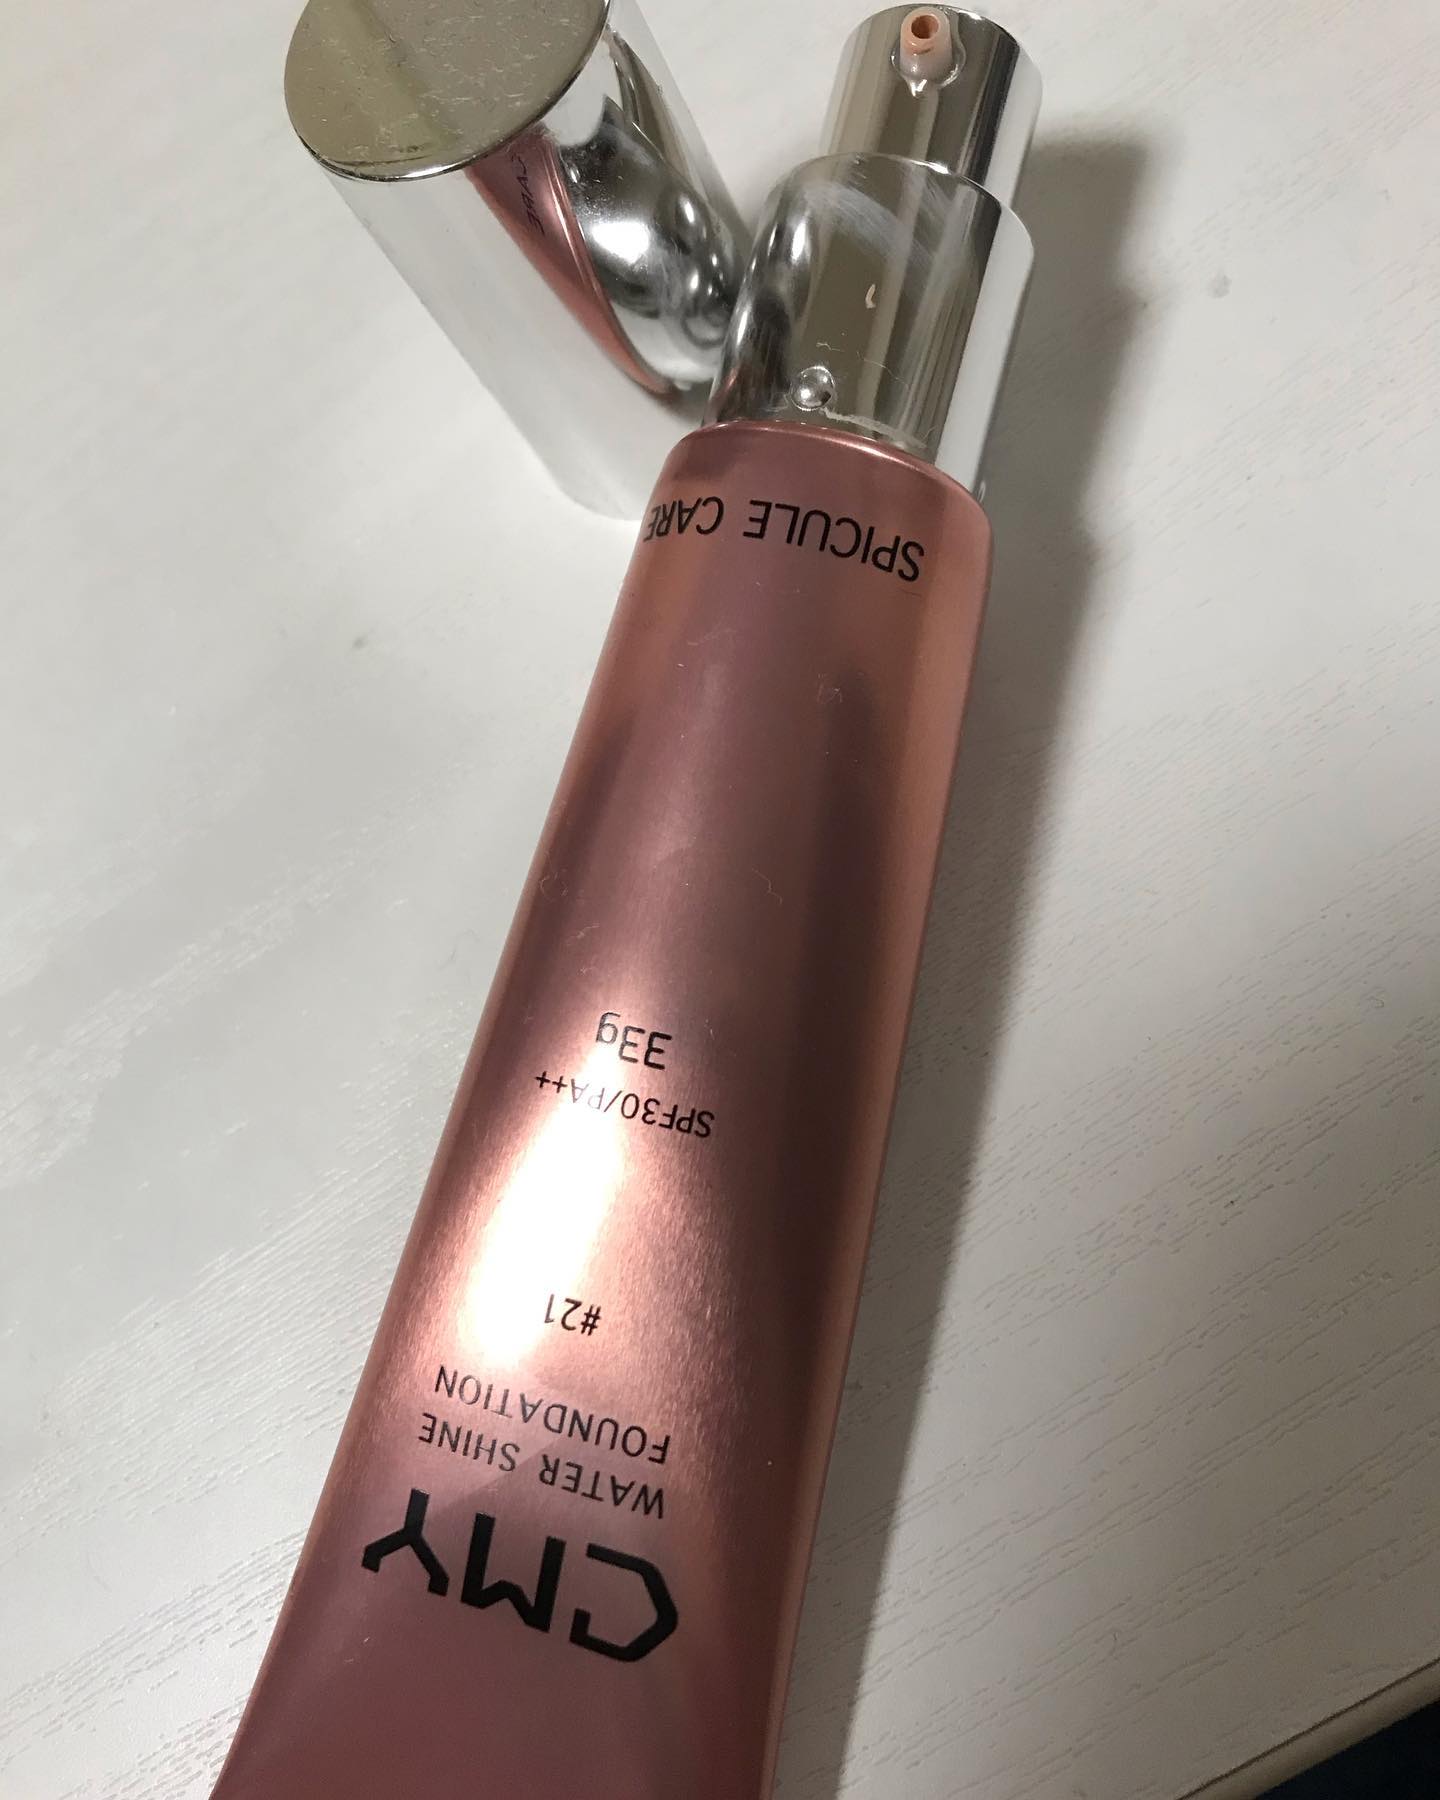 CMY
WATER SHINE
FOUNDATION
#21
SPF30/PA++
33g
SPICULE CARE